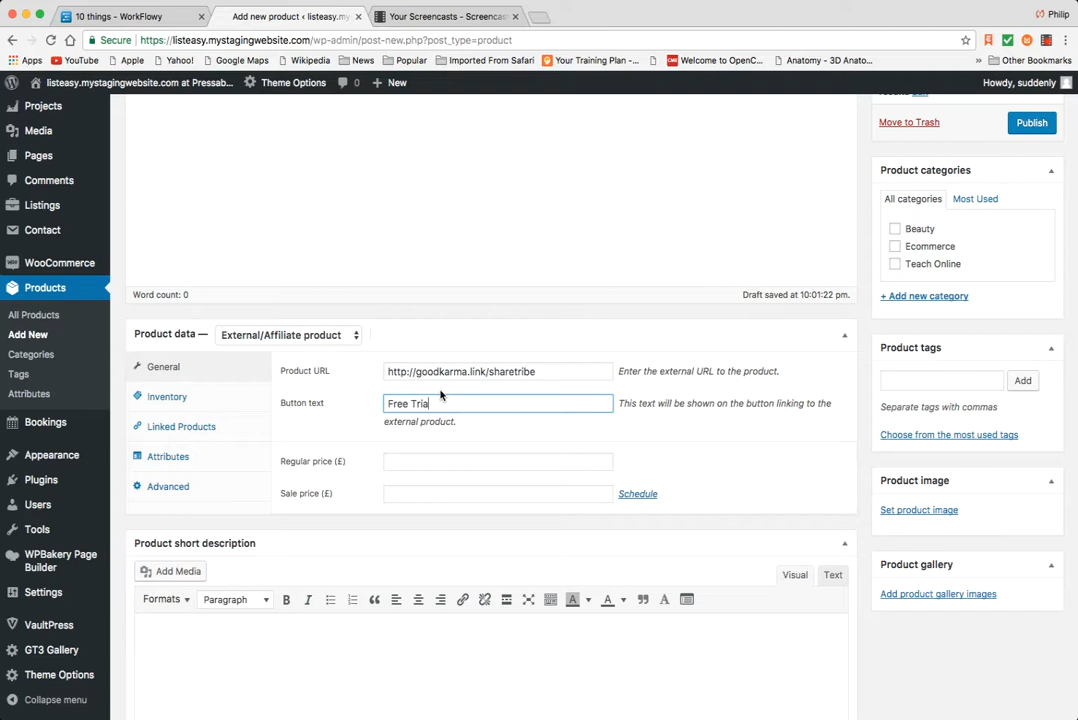 10 things - WorkFlowy
Add new product ‹ listeasy.my
Your Screencasts - Screencas
Philip
Secure
https://listeasy.mystagingwebsite.com/wp-admin/post-new.php?post_type=product
Apps
YouTube
Apple
Yahoo!
Google Maps
Wikipedia
News
Popular
Imported From Safari
Your Training Plan -...
Welcome to OpenC...
Anatomy - 3D Anato...
»
Other Bookmarks
listeasy.mystagingwebsite.com at Pressab...
Theme Options
0
New
Howdy, suddenly
Projects
Media
Pages
Comments
Listings
Contact
WooCommerce
Products
All Products
Add New
Categories
Tags
Attributes
Bookings
Appearance
Plugins
Users
Tools
WPBakery Page
Builder
Settings
VaultPress
GT3 Gallery
Theme Options
Collapse menu
Word count: 0
Draft saved at 10:01:22 pm.
Product data —
External/Affiliate product
General
Inventory
Linked Products
Attributes
Advanced
Product URL
http://goodkarma.link/sharetribe
Enter the external URL to the product.
Button text
Free Tria
This text will be shown on the button linking to the
external product.
Regular price (£)
Sale price (£)
Schedule
Product short description
Add Media
Visual
Text
Formats
Paragraph
B
I
A
A
A
Move to Trash
Publish
Product categories
All categories
Most Used
Beauty
Ecommerce
Teach Online
+ Add new category
Product tags
Add
Separate tags with commas
Choose from the most used tags
Product image
Set product image
Product gallery
Add product gallery images